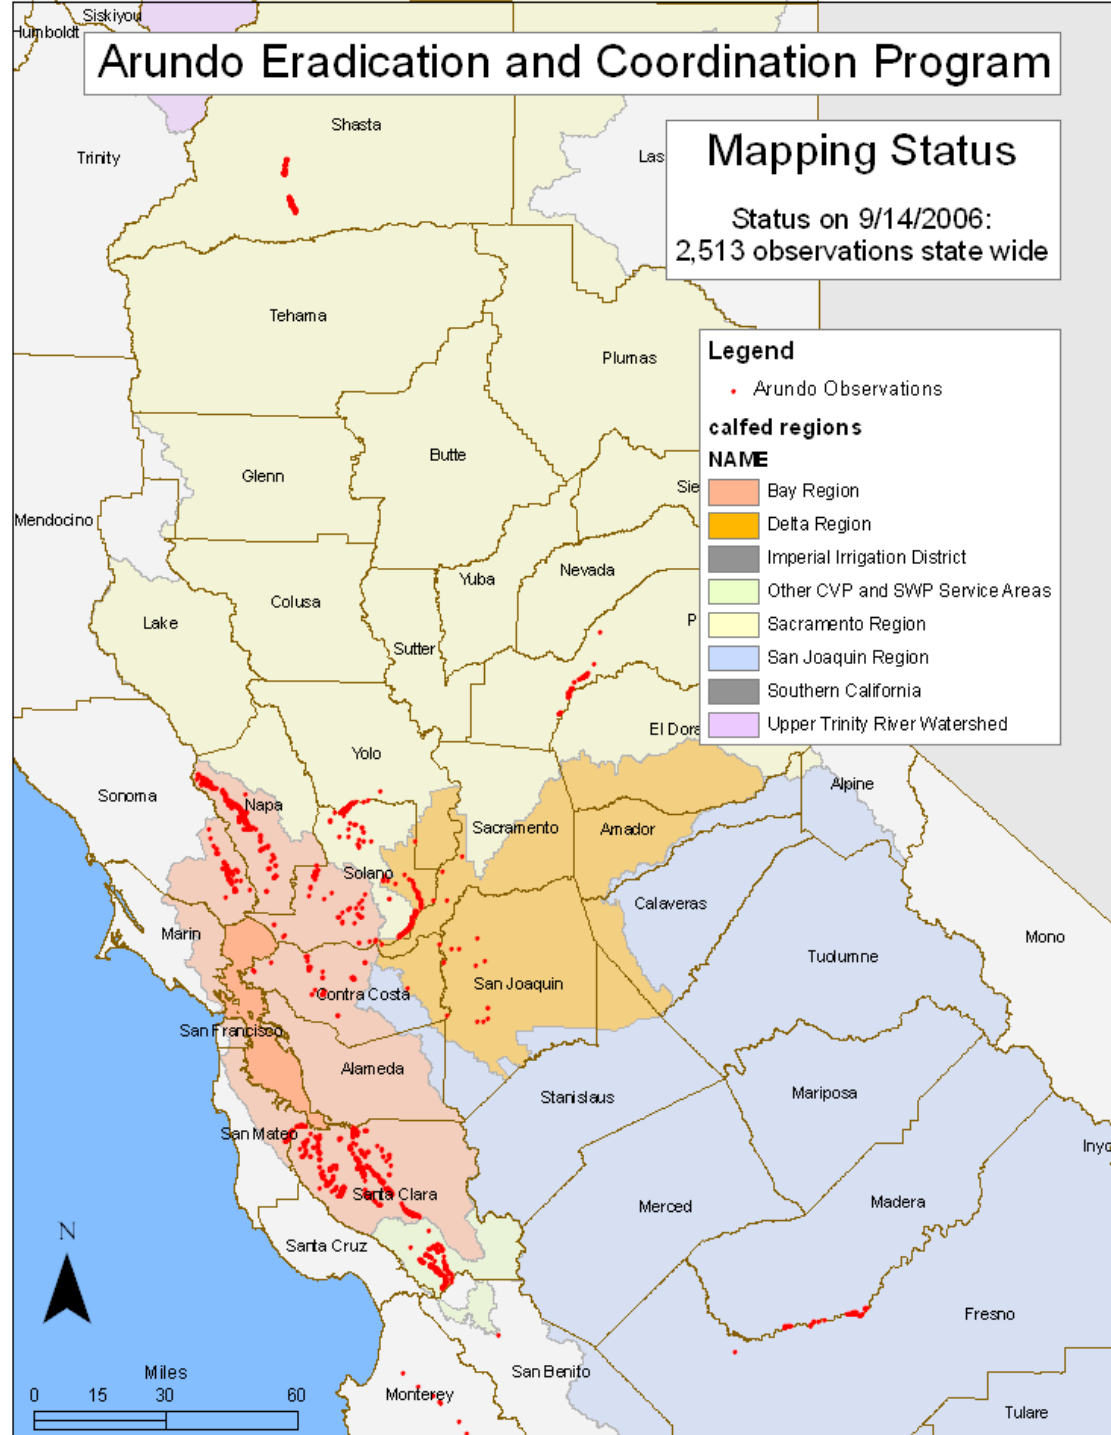 Siskiyou
Humboldt
Arundo Eradication and Coordination Program
Shasta
Trinity
Las
Mapping Status
Status on 9/14/2006:
2,513 observations state wide
Tehama
Plumas
Legend
Arundo Observations
calfed regions
NAME
Bay Region
Delta Region
Imperial Irrigation District
Other CVP and SWP Service Areas
Sacramento Region
San Joaquin Region
Southern California
Upper Trinity River Watershed
Butte
Glenn
Sie
Mendocino
Nevada
Yuba
Colusa
Lake
P
Sutter
El Dora
Yolo
Alpine
Sonoma
Napa
Sacramento
Amador
Solano
Calaveras
Marin
Mono
Tuolumne
San Joaquin
Contra Costa
San Francisco
Alameda
Mariposa
Stanislaus
San Mateo
Inyo
Santa Clara
Madera
Merced
N
Santa Cruz
Fresno
Miles
San Benito
0 15 30 60
Monterey
Tulare